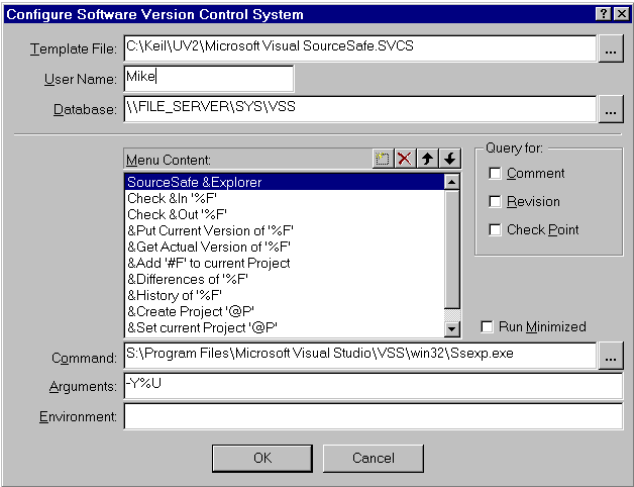 Configure Software Version Control System
Template File: C:\Keil\UV2\Microsoft Visual SourceSafe.SVCS ...
User Name: Mike
Database: \\FILE_SERVER\SYS\VSS ...
Menu Content:
Query for:
SourceSafe &Explorer
Comment
Check &In '%F'
Check &Out '%F'
Revision
&Put Current Version of '%F'
Check Point
&Get Actual Version of '%F'
&Add '#F' to current Project
&Differences of '%F'
&History of '%F'
&Create Project '@P'
&Set current Project '@P'
Run Minimized
Command: S:\Program Files\Microsoft Visual Studio\VSS\win32\Ssexp.exe ...
Arguments: -Y%U
Environment:
OK Cancel